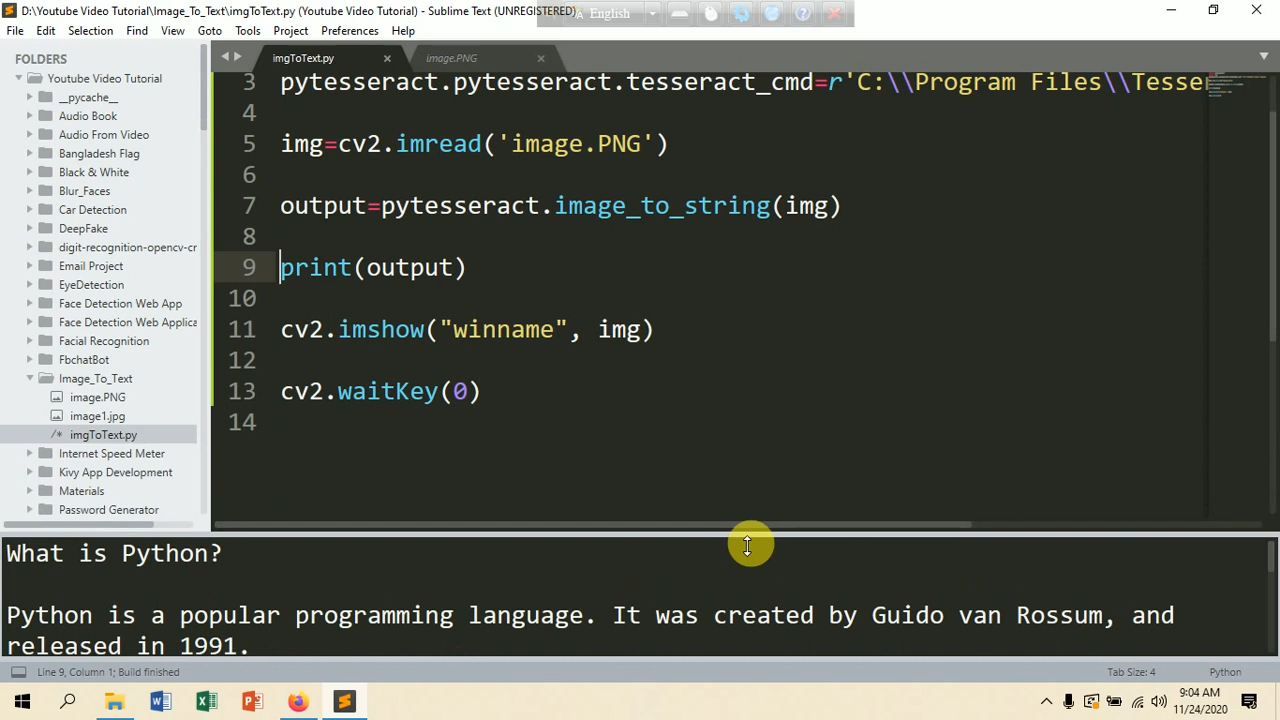 D:\Youtube Video Tutorial\Image_To_Text\imgToText.py (Youtube Video Tutorial) - Sublime Text (UNREGISTERED)
English
File Edit Selection Find View Goto Tools Project Preferences Help
FOLDERS
Youtube Video Tutorial
__pycache__
Audio Book
Audio From Video
Bangladesh Flag
Black & White
Blur_Faces
Car Detection
DeepFake
digit-recognition-opencv-cr
Email Project
EyeDetection
Face Detection Web App
Face Detection Web Applica
Facial Recognition
FbchatBot
Image_To_Text
image.PNG
image1.jpg
imgToText.py
Internet Speed Meter
Kivy App Development
Materials
Password Generator
imgToText.py image.PNG
3 pytesseract.pytesseract.tesseract_cmd=r'C:\\Program Files\\Tesser
4
5 img=cv2.imread('image.PNG')
6
7 output=pytesseract.image_to_string(img)
8
9 print(output)
10
11 cv2.imshow("winname", img)
12
13 cv2.waitKey(0)
14
What is Python?
Python is a popular programming language. It was created by Guido van Rossum, and
released in 1991.
Line 9, Column 1; Build finished
Tab Size: 4 Python
9:04 AM
11/24/2020